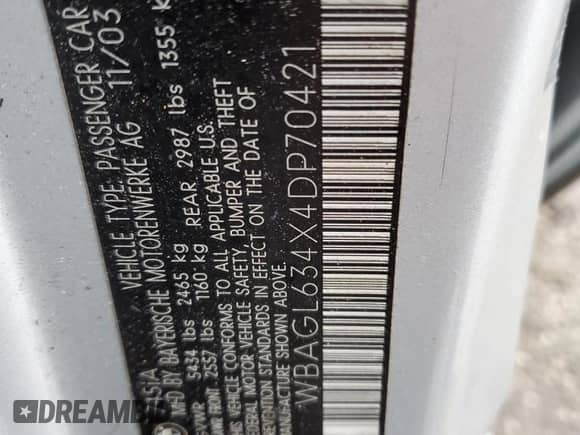 VEHICLE TYPE: PASSENGER CAR
MFD BY BAYERISCHE MOTORENWERKE AG 11/03
GVWR 5434 lbs 2465 kg
2557 lbs 1160 kg REAR 2987 lbs 1355 K
THIS VEHICLE CONFORMS TO ALL APPLICABLE U.S.
FEDERAL MOTOR VEHICLE SAFETY, BUMPER AND THEFT
PREVENTION STANDARDS IN EFFECT ON THE DATE OF
MANUFACTURE SHOWN ABOVE.
WBAGL634X4DP70421
DREAMBID